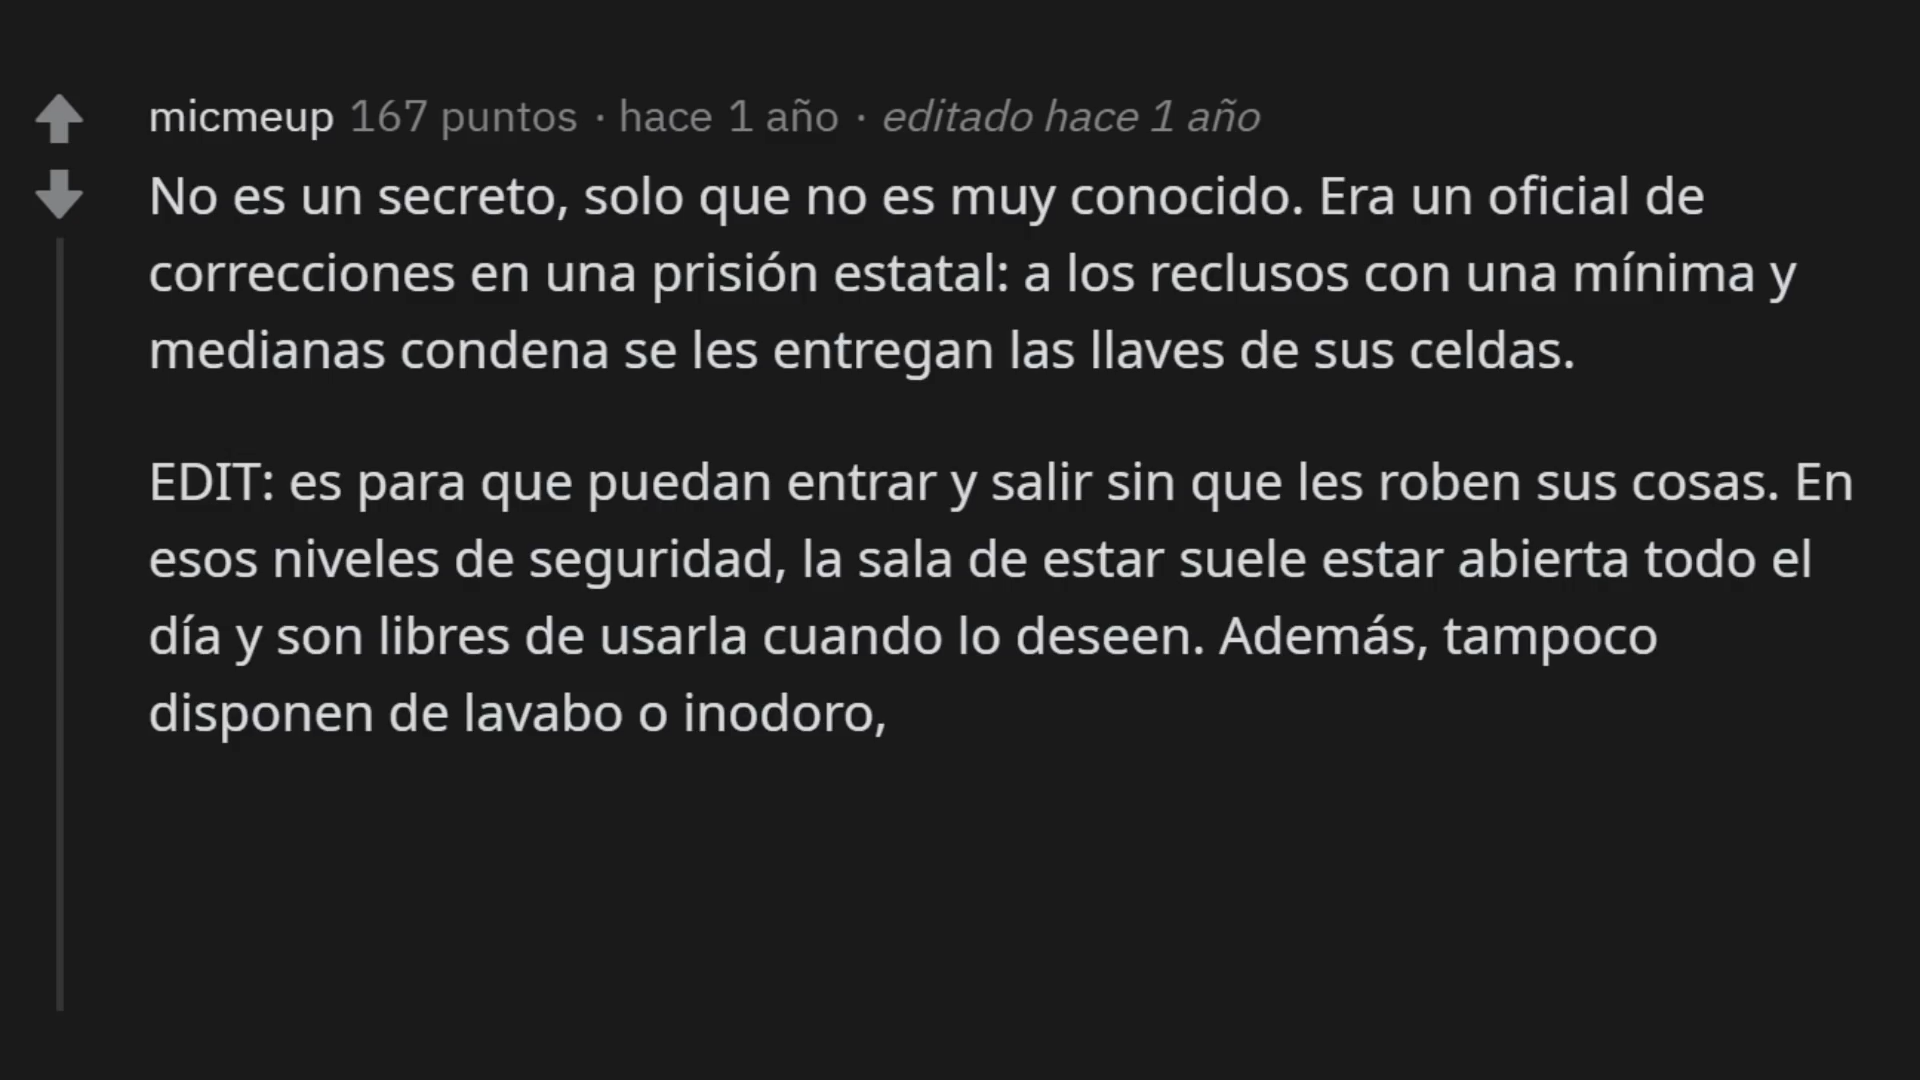 micmeup 167 puntos · hace 1 año · editado hace 1 año
No es un secreto, solo que no es muy conocido. Era un oficial de
correcciones en una prisión estatal: a los reclusos con una mínima y
medianas condena se les entregan las llaves de sus celdas.
EDIT: es para que puedan entrar y salir sin que les roben sus cosas. En
esos niveles de seguridad, la sala de estar suele estar abierta todo el
día y son libres de usarla cuando lo deseen. Además, tampoco
disponen de lavabo o inodoro,